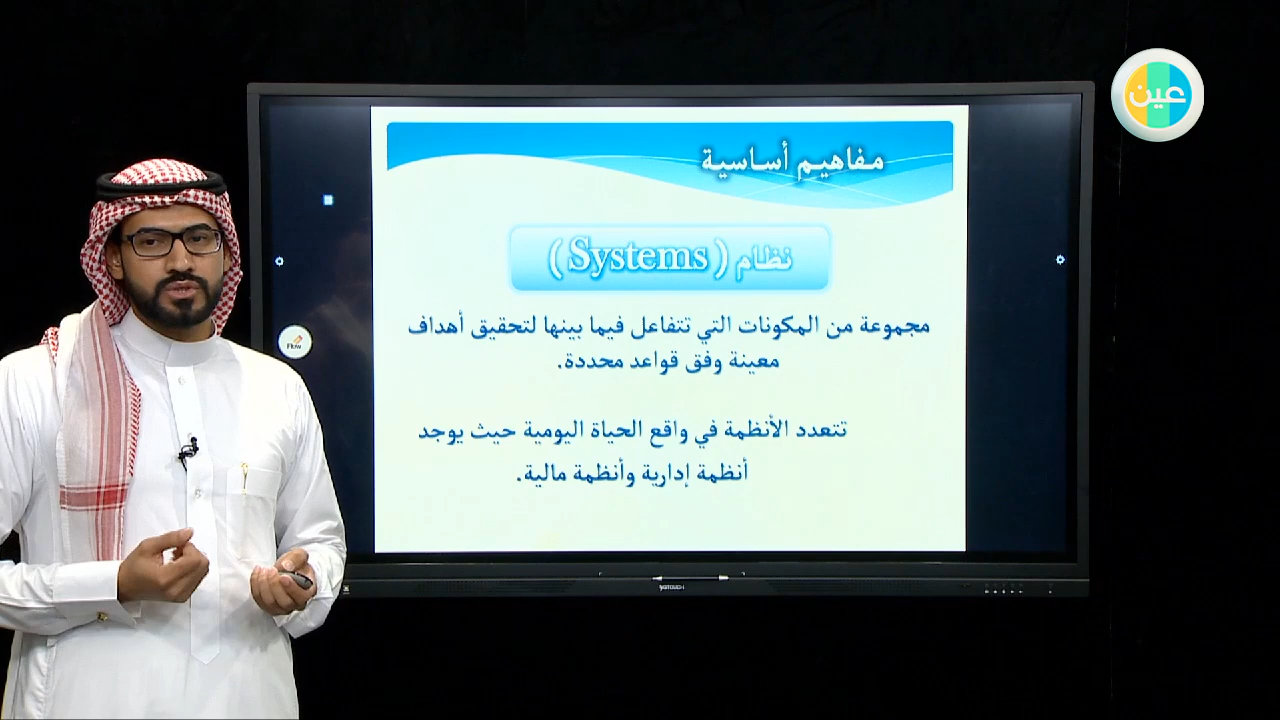 عين
مفاهيم أساسية
نظام ( Systems )
مجموعة من المكونات التي تتفاعل فيما بينها لتحقيق أهداف
معينة وفق قواعد محددة.
تتعدد الأنظمة في واقع الحياة اليومية حيث يوجد
أنظمة إدارية وأنظمة مالية.
Flow